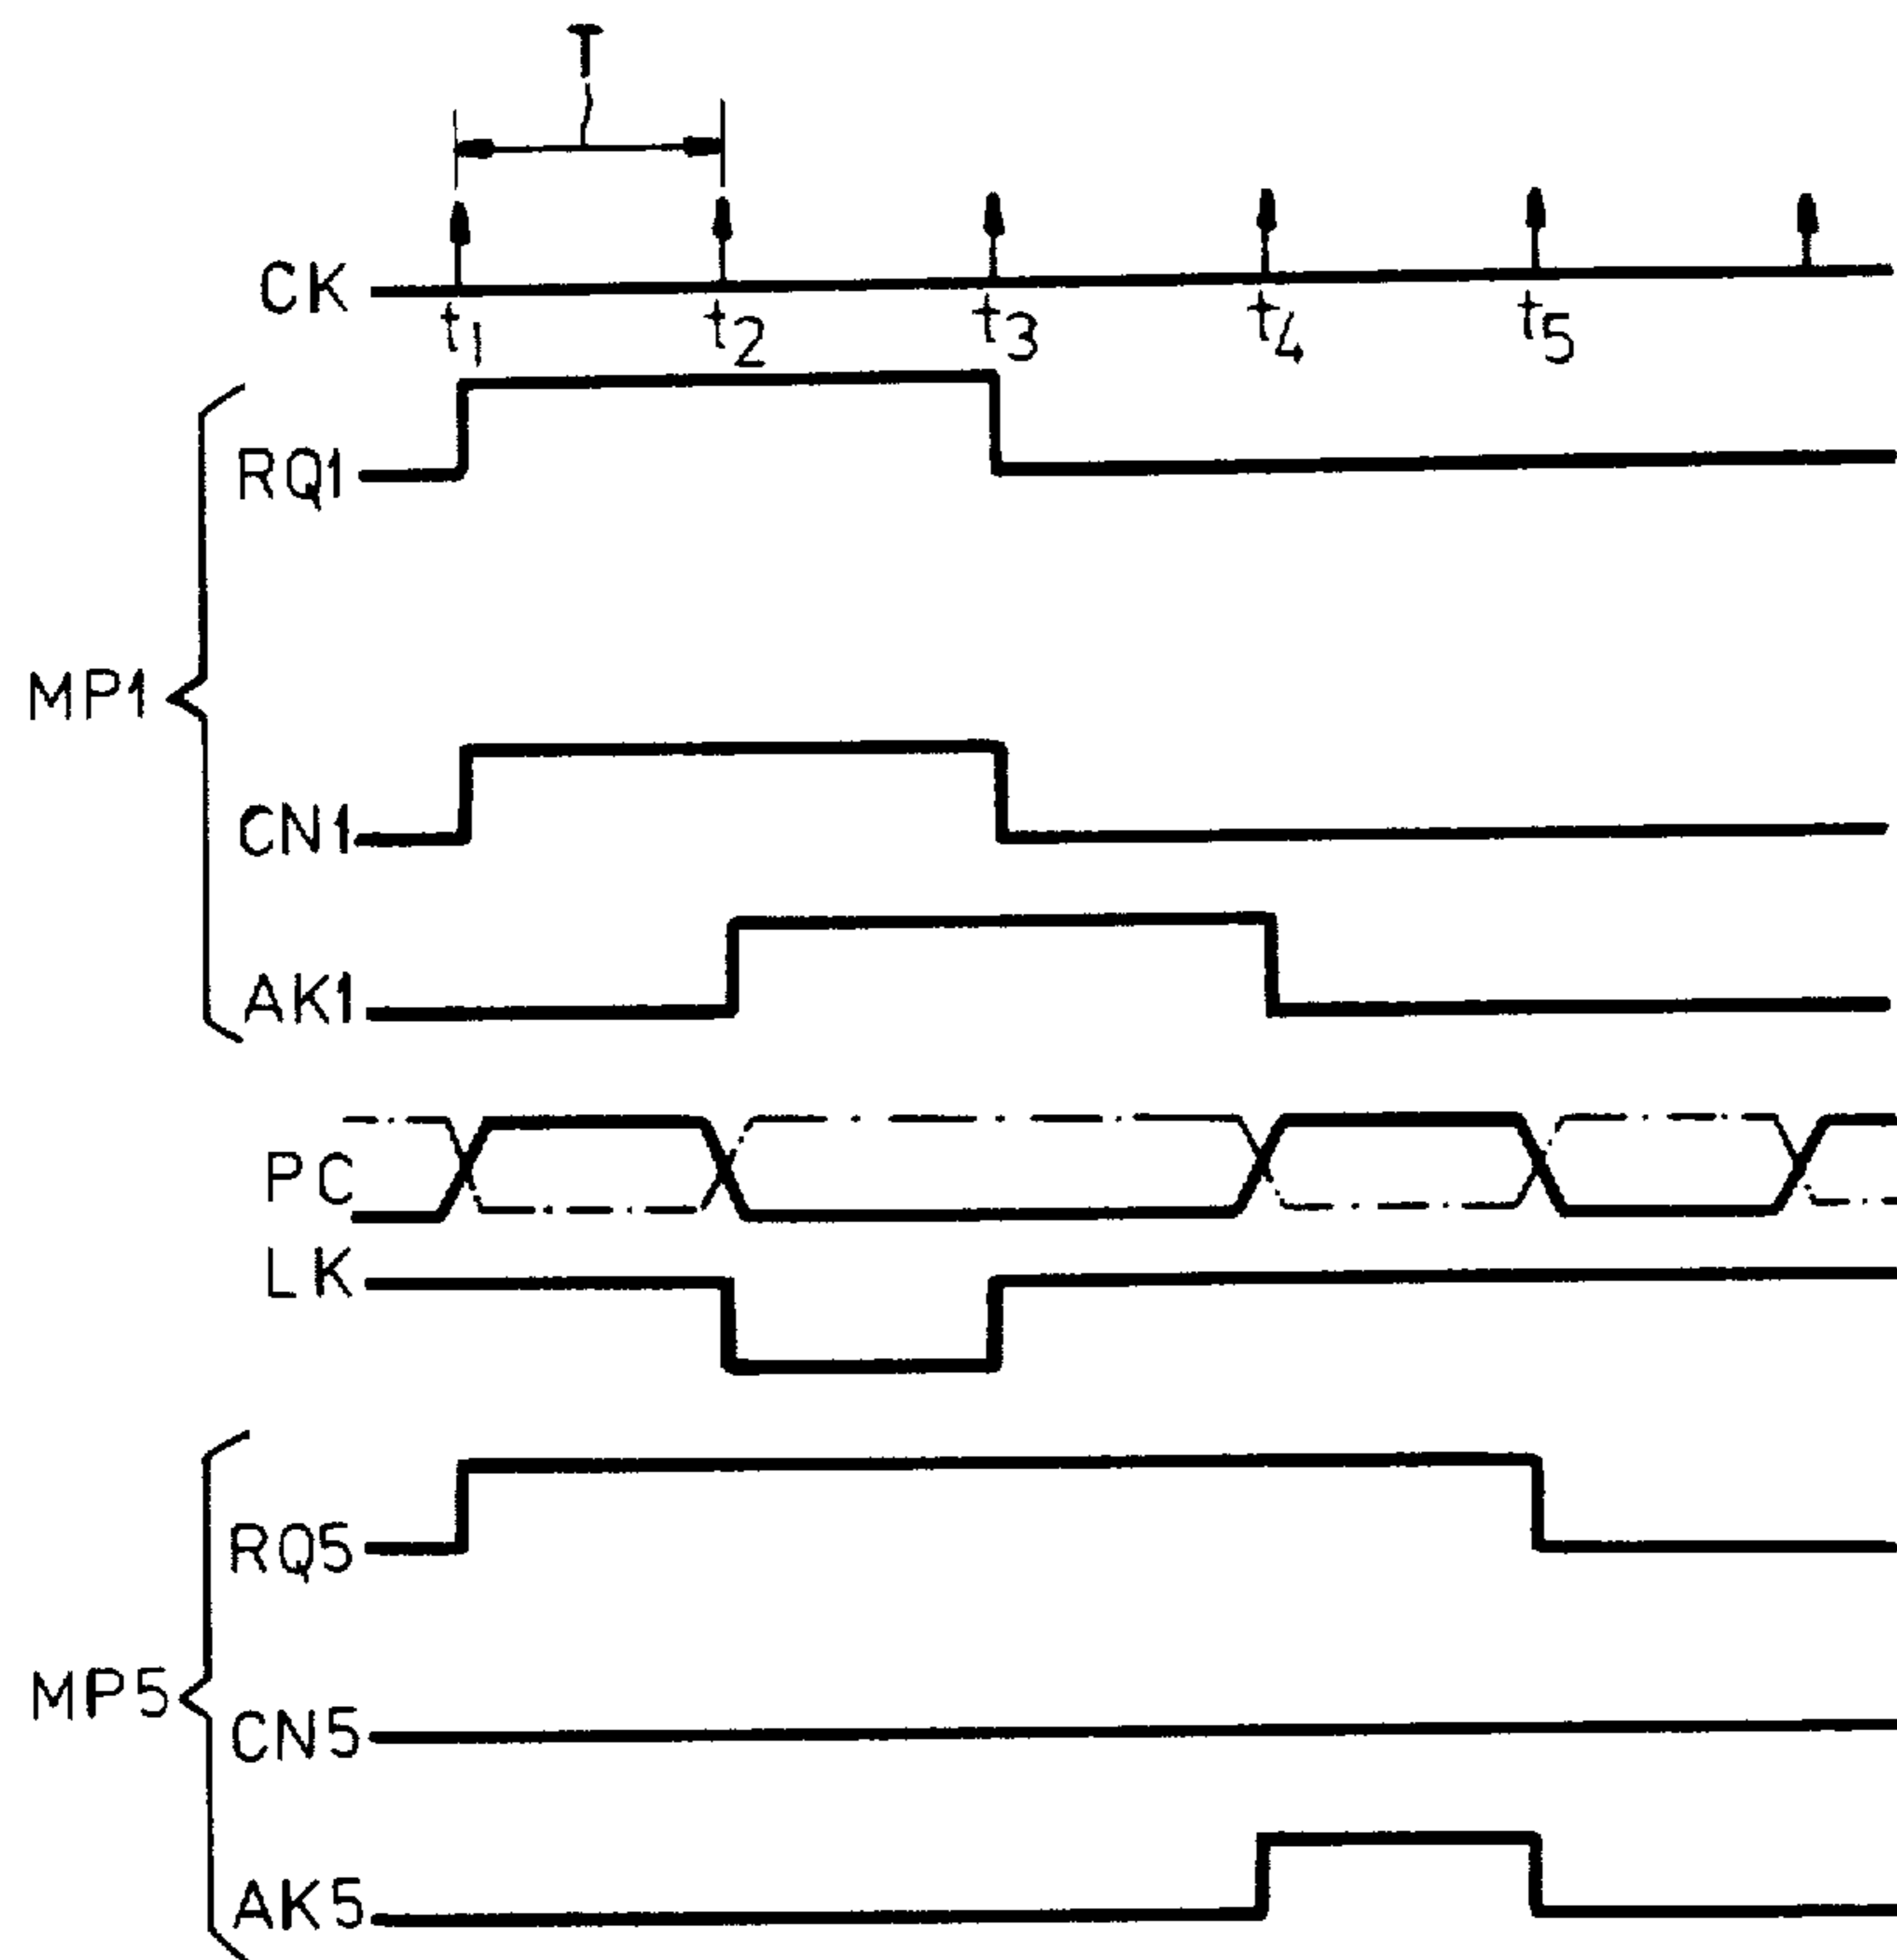 T
CK
t1 t2 t3 t4 t5
RQ1
MP1
CN1
AK1
PC
LK
RQ5
MP5
CN5
AK5